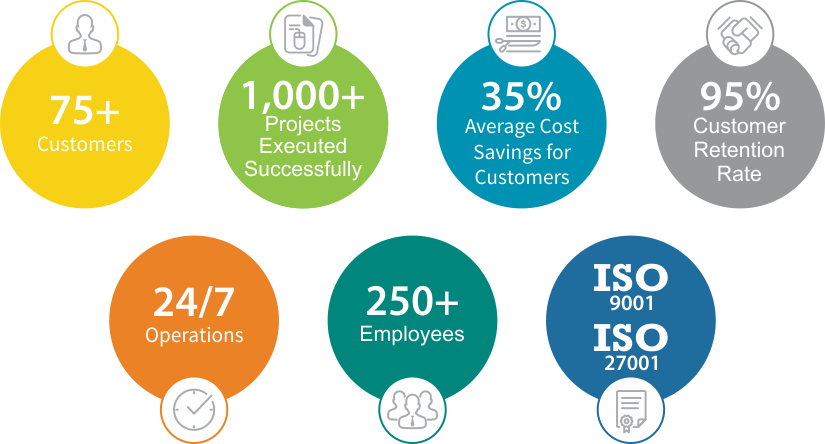 75+
Customers
1,000+
Projects
Executed
Successfully
35%
Average Cost
Savings for
Customers
95%
Customer
Retention
Rate
24/7
Operations
250+
Employees
ISO
9001
ISO
27001